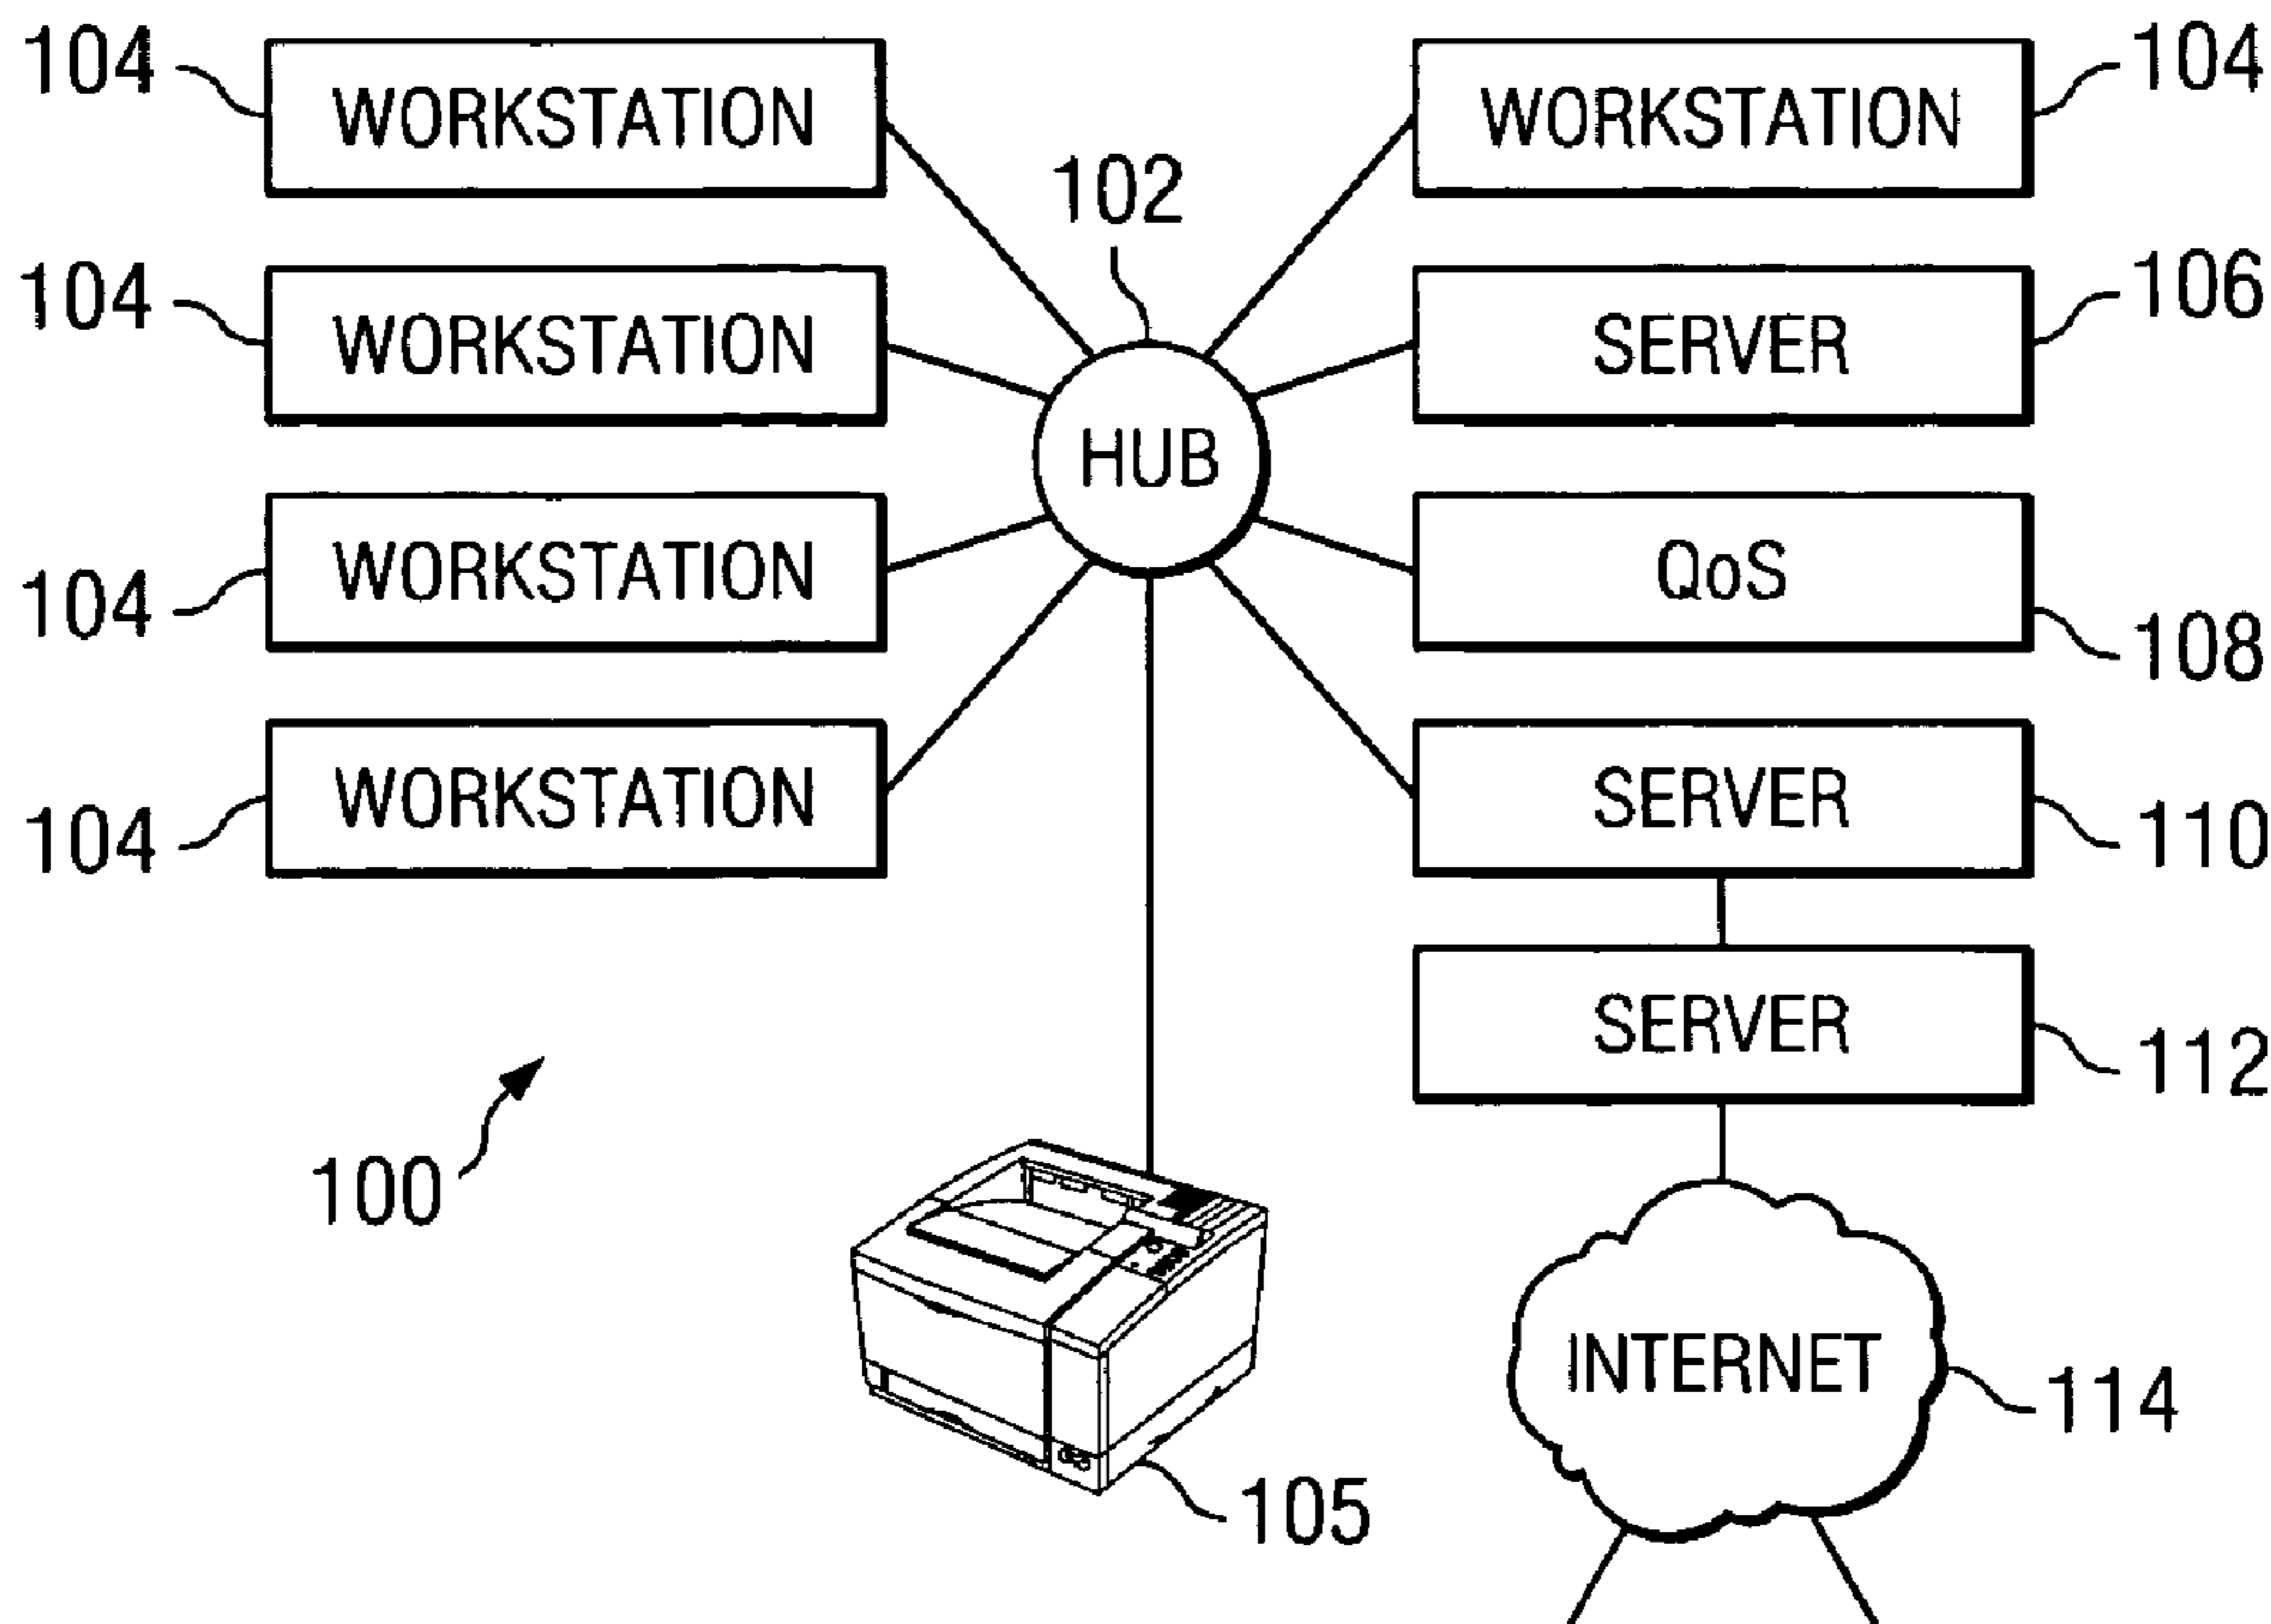 104 WORKSTATION WORKSTATION 104
102
104 WORKSTATION SERVER 106
HUB
104 WORKSTATION QoS 108
104 WORKSTATION SERVER 110
SERVER 112
100
INTERNET 114
105